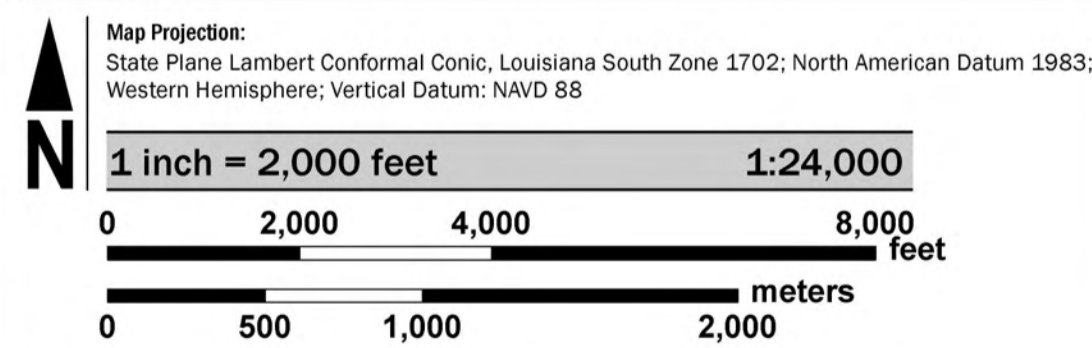 Map Projection:
State Plane Lambert Conformal Conic, Louisiana South Zone 1702; North American Datum 1983;
Western Hemisphere; Vertical Datum: NAVD 88
N
1 inch = 2,000 feet 1:24,000
0 2,000 4,000 8,000
feet
meters
0 500 1,000 2,000